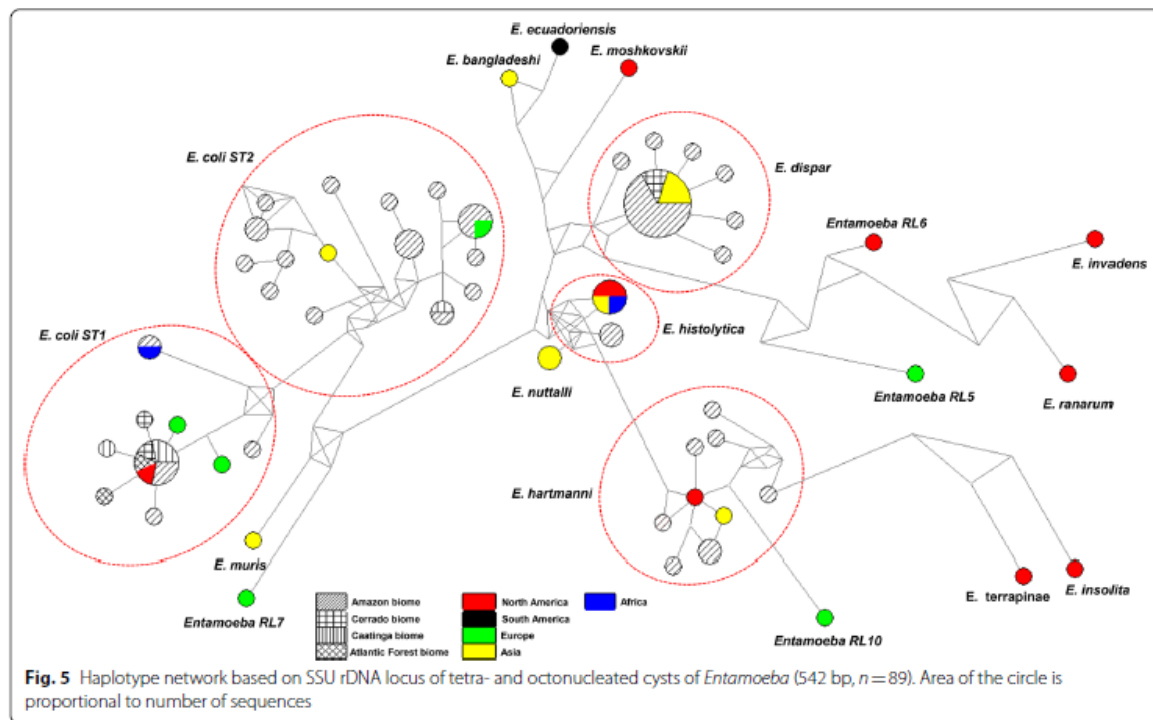 E. ecuadoriensis
E. moshkovskii
E. bangladeshi
E. coli ST2
E. dispar
Entamoeba RL6
E. invadens
E. histolytica
E. coli ST1
E. nuttalli
Entamoeba RL5
E. ranarum
E. hartmanni
E. muris
E. terrapinae
E. insolita
Entamoeba RL7
Entamoeba RL10
Amazon biome
Cerrado biome
Caatinga biome
Atlantic Forest biome
North America
South America
Europe
Asia
Africa
Fig. 5 Haplotype network based on SSU rDNA locus of tetra- and octonucleated cysts of Entamoeba (542 bp, n = 89). Area of the circle is
proportional to number of sequences